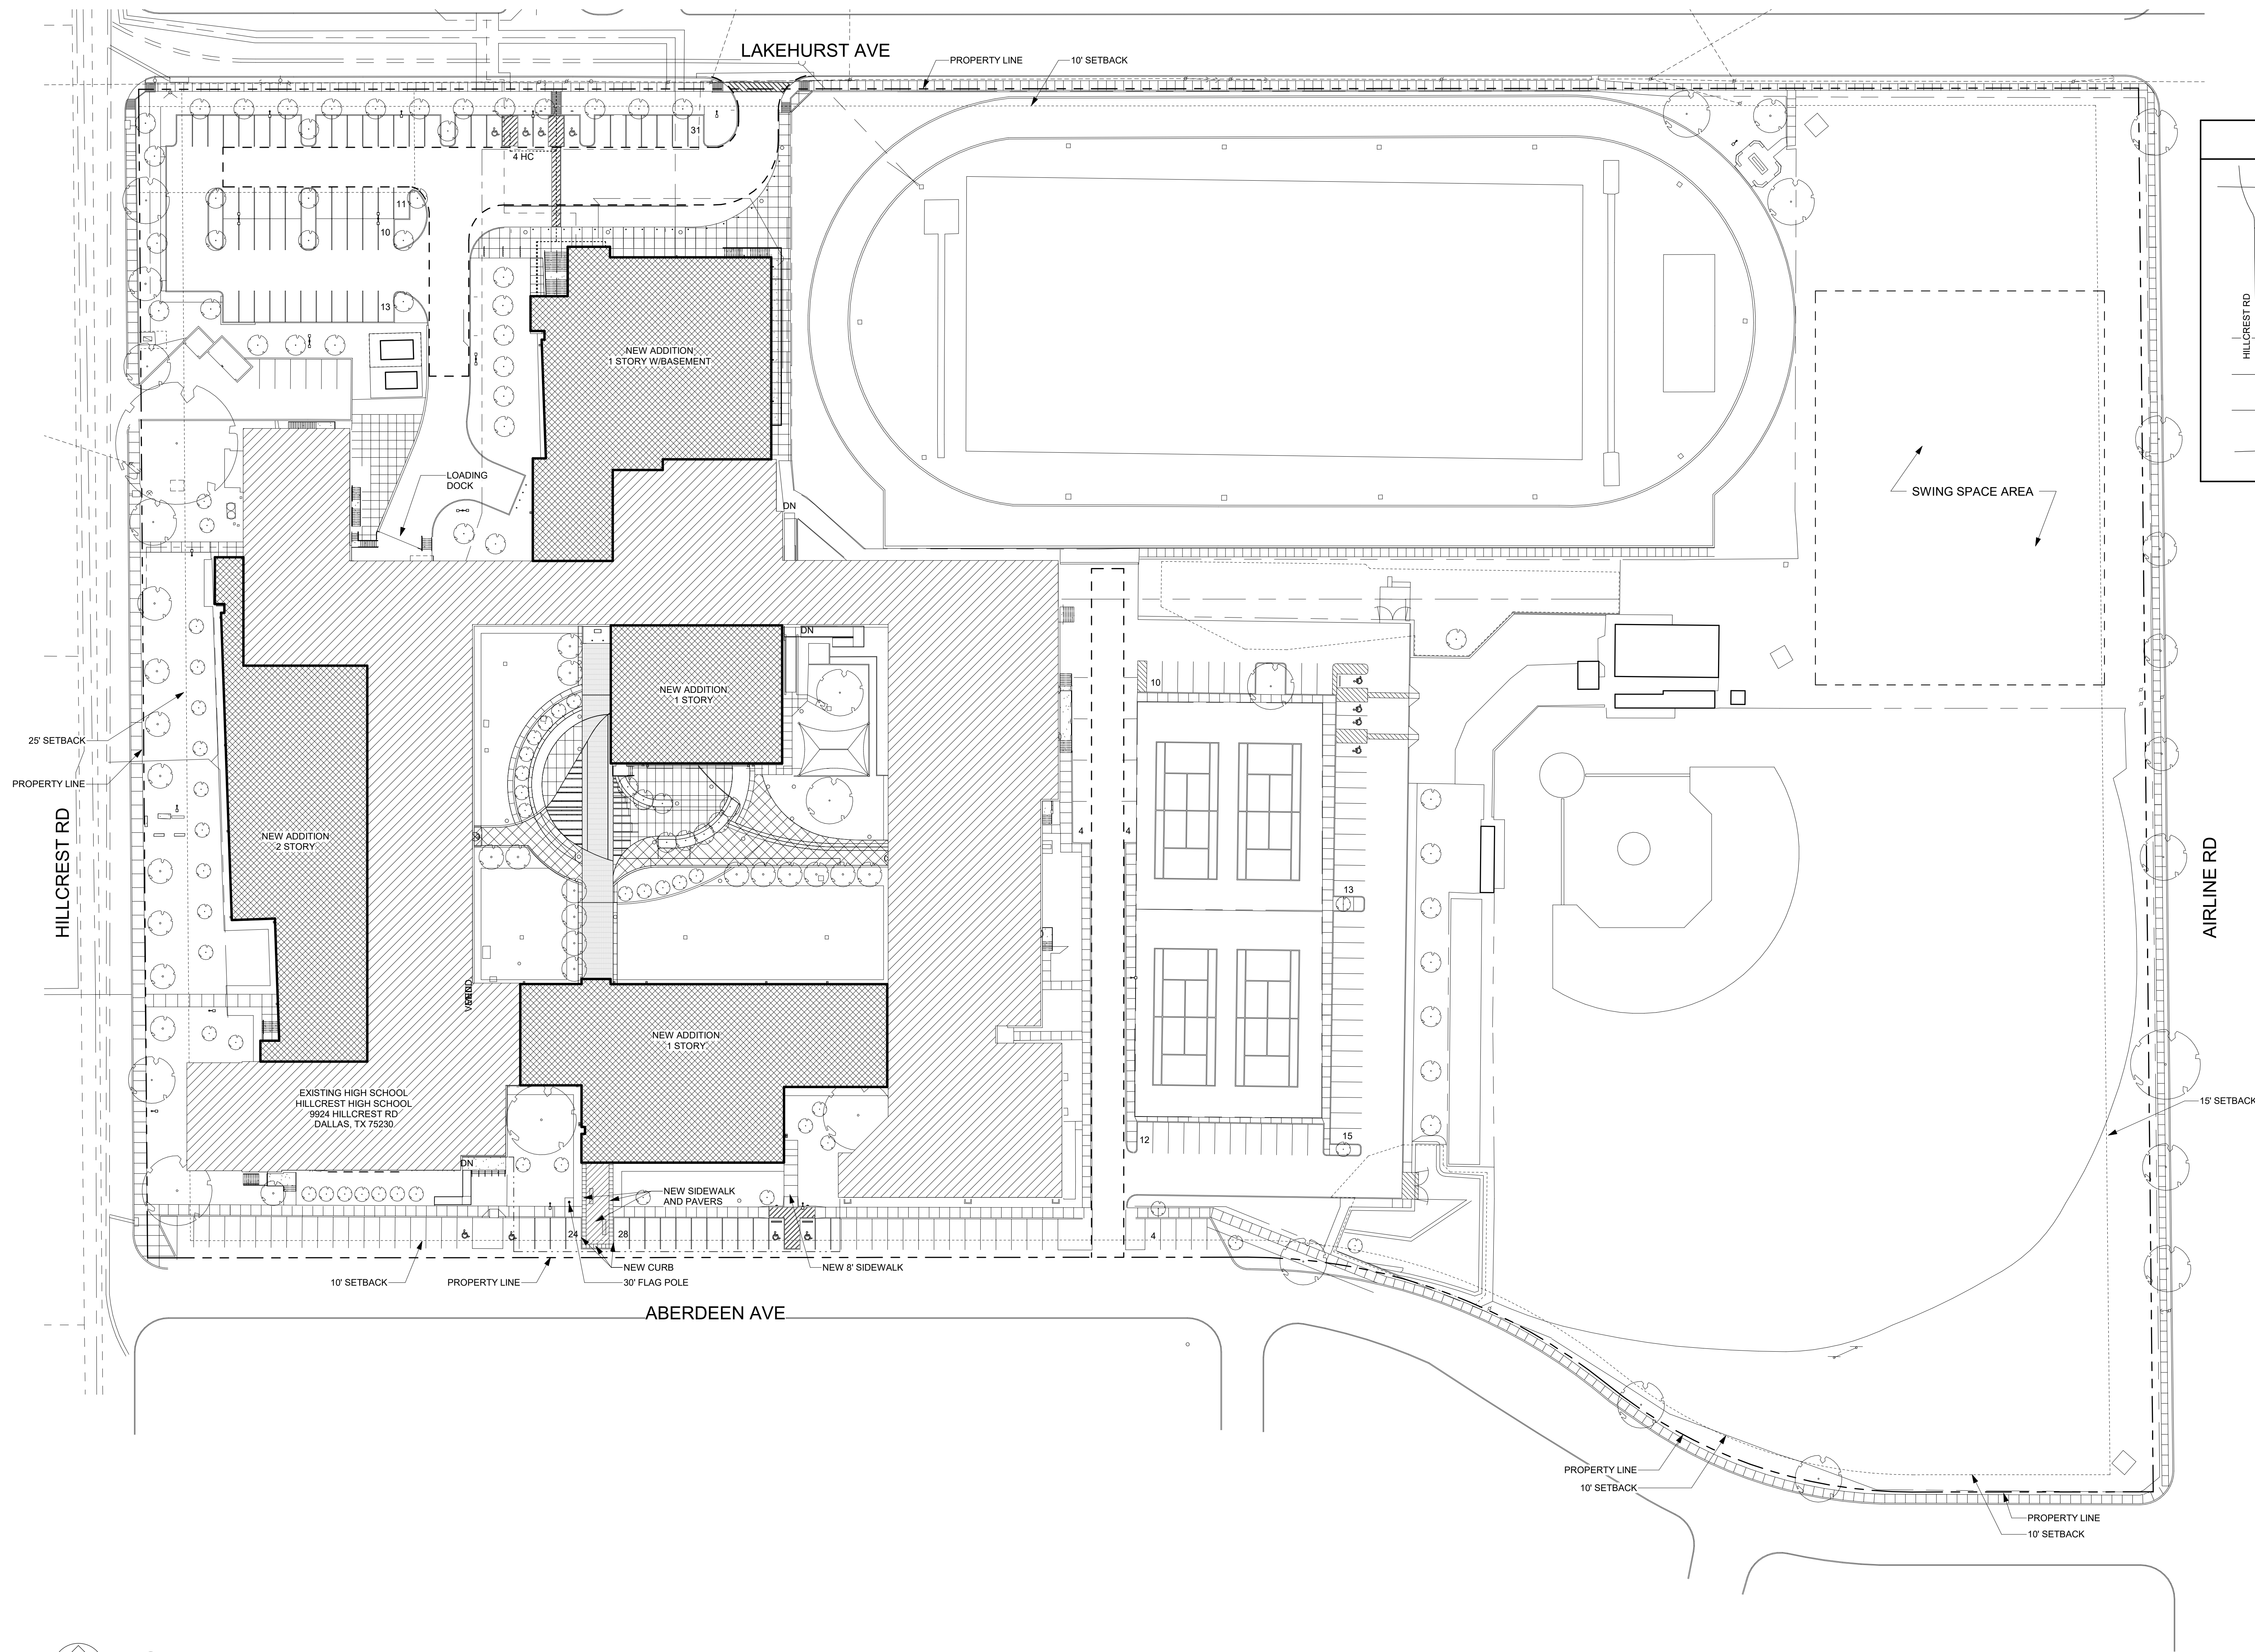 LAKEHURST AVE
PROPERTY LINE
10' SETBACK
31
4 HC
11
10
13
HILLCREST RD
NEW ADDITION
1 STORY W/BASEMENT
LOADING
DOCK
SWING SPACE AREA
DN
DN
NEW ADDITION
1 STORY
10
25' SETBACK
PROPERTY LINE
HILLCREST RD
NEW ADDITION
2 STORY
4
4
13
AIRLINE RD
NEW ADDITION
1 STORY
EXISTING HIGH SCHOOL
HILLCREST HIGH SCHOOL
9924 HILLCREST RD
DALLAS, TX 75230
15' SETBACK
12
15
DN
NEW SIDEWALK
AND PAVERS
24
28
4
NEW CURB
NEW 8' SIDEWALK
10' SETBACK
PROPERTY LINE
30' FLAG POLE
ABERDEEN AVE
PROPERTY LINE
10' SETBACK
PROPERTY LINE
10' SETBACK